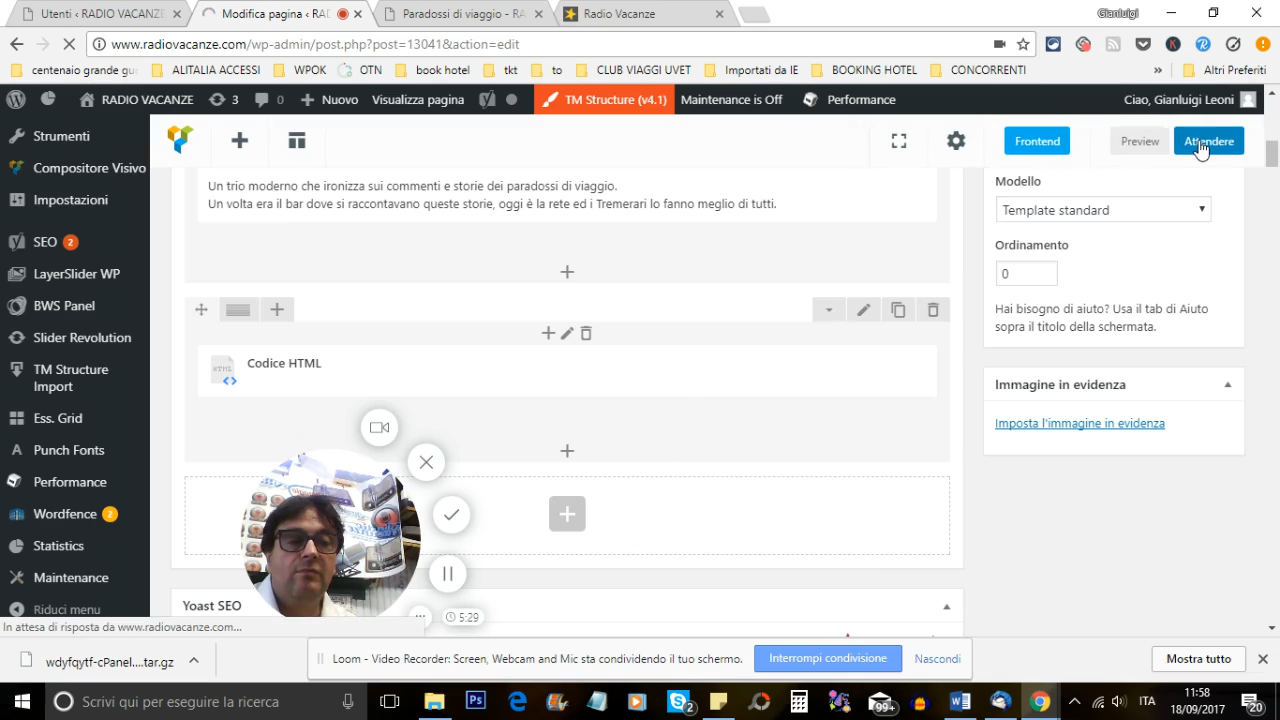 Utenti ‹ RADIO VACANZE
Modifica pagina ‹ RAD
Paradossi di viaggio - RA
Radio Vacanze
Gianluigi
www.radiovacanze.com/wp-admin/post.php?post=13041&action=edit
centenaio grande gu
ALITALIA ACCESSI
WPOK
OTN
book hotel
tkt
to
CLUB VIAGGI UVET
Importati da IE
BOOKING HOTEL
CONCORRENTI
»
Altri Preferiti
RADIO VACANZE
3
0
Nuovo
Visualizza pagina
TM Structure (v4.1)
Maintenance is Off
Performance
Ciao, Gianluigi Leoni
Strumenti
Compositore Visivo
Impostazioni
SEO 2
LayerSlider WP
BWS Panel
Slider Revolution
TM Structure
Import
Ess. Grid
Punch Fonts
Performance
Wordfence 2
Statistics
Maintenance
Riduci menu
Frontend
Preview
Attendere
Un trio moderno che ironizza sui commenti e storie dei paradossi di viaggio.
Un volta era il bar dove si raccontavano queste storie, oggi è la rete ed i Tremerari lo fanno meglio di tutti.
Codice HTML
HTML
Yoast SEO
5:29
Modello
Template standard
Ordinamento
0
Hai bisogno di aiuto? Usa il tab di Aiuto
sopra il titolo della schermata.
Immagine in evidenza
Imposta l'immagine in evidenza
In attesa di risposta da www.radiovacanze.com...
wdyfqytf-cPanel....tar.gz
Loom - Video Recorder: Screen, Webcam and Mic sta condividendo il tuo schermo.
Interrompi condivisione
Nascondi
Mostra tutto
Scrivi qui per eseguire la ricerca
Ps
2
99+
ITA
11:58
18/09/2017
20